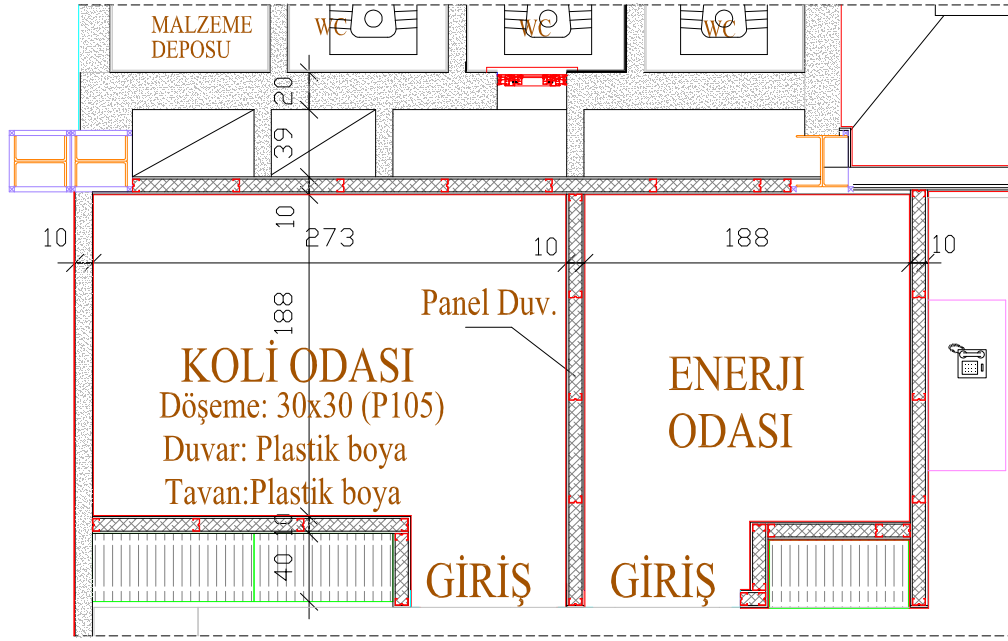 MALZEME
DEPOSU
WC
WC
WC
20
39
10
10
273
10
188
10
188
Panel Duv.
KOLİ ODASI
Döşeme: 30x30 (P105)
Duvar: Plastik boya
Tavan:Plastik boya
ENERJI
ODASI
10
40
GİRİŞ
GİRİŞ